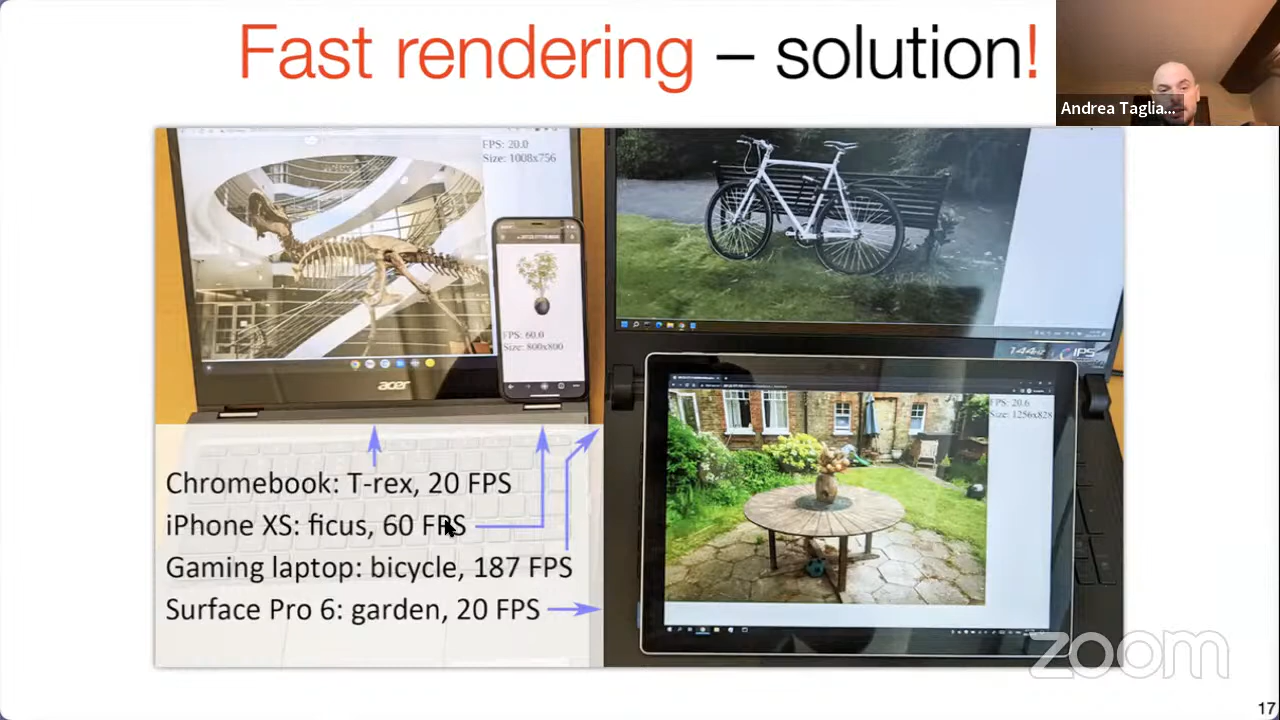 Fast rendering – solution!
Andrea Taglia...
FPS: 20.0
Size: 1008x756
FPS: 60.0
Size: 800x800
acer
144Hz IPS
FPS: 20.6
Size: 1256x828
Chromebook: T-rex, 20 FPS
iPhone XS: ficus, 60 FPS
Gaming laptop: bicycle, 187 FPS
Surface Pro 6: garden, 20 FPS
zoom
17